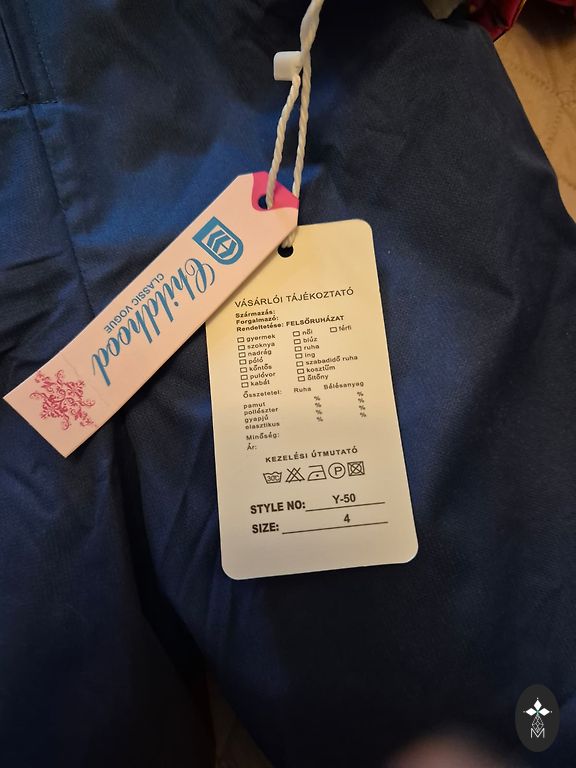 Childhood
CLASSIC VOGUE
VÁSÁRLÓI TÁJÉKOZTATÓ
Származás:
Forgalmazó:
Rendeltetése: FELSŐRUHÁZAT
gyermek női férfi
szoknya blúz
nadrág ruha
póló ing
köntös szabadidő ruha
pulóver kosztüm
kabát öltöny
Összetétel: Ruha Bélésanyag
pamut % %
poliészter % %
gyapjú % %
elasztikus % %
Minőség:
Ár:
KEZELÉSI ÚTMUTATÓ
30°C P
STYLE NO: Y-50
SIZE: 4
M